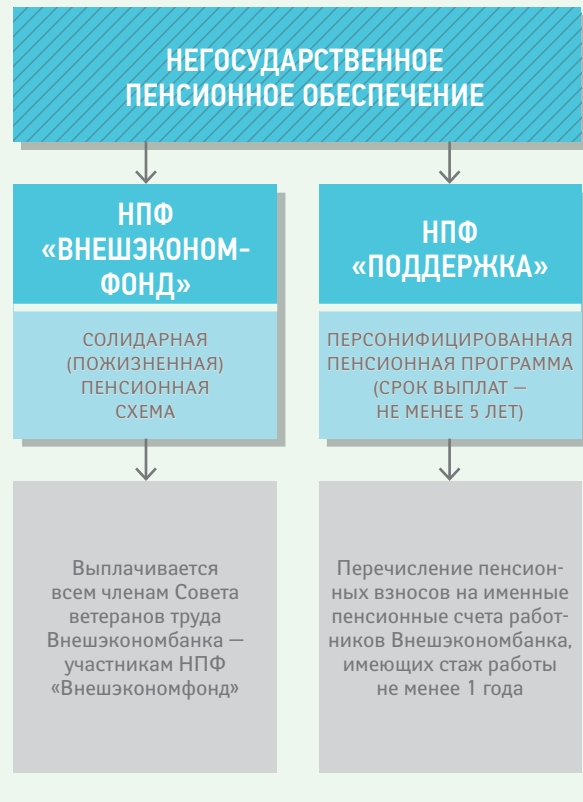 НЕГОСУДАРСТВЕННОЕ
ПЕНСИОННОЕ ОБЕСПЕЧЕНИЕ
НПФ
«ВНЕШЭКОНОМ-
ФОНД»
СОЛИДАРНАЯ
(ПОЖИЗНЕННАЯ)
ПЕНСИОННАЯ
СХЕМА
Выплачивается
всем членам Совета
ветеранов труда
Внешэкономбанка —
участникам НПФ
«Внешэкономфонд»
НПФ
«ПОДДЕРЖКА»
ПЕРСОНИФИЦИРОВАННАЯ
ПЕНСИОННАЯ ПРОГРАММА
(СРОК ВЫПЛАТ —
НЕ МЕНЕЕ 5 ЛЕТ)
Перечисление пенсион-
ных взносов на именные
пенсионные счета работ-
ников Внешэкономбанка,
имеющих стаж работы
не менее 1 года